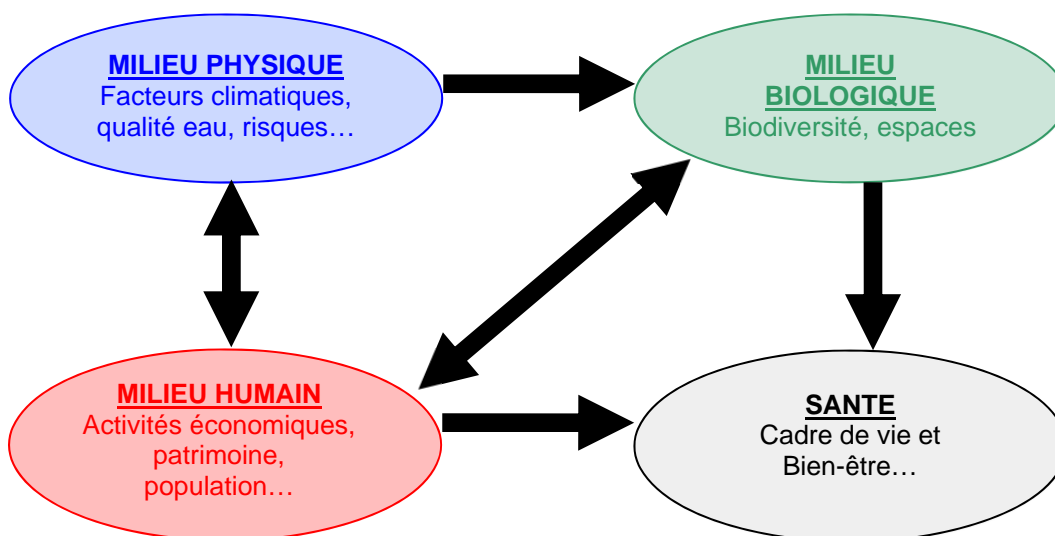 MILIEU PHYSIQUE
Facteurs climatiques,
qualité eau, risques…
MILIEU
BIOLOGIQUE
Biodiversité, espaces
MILIEU HUMAIN
Activités économiques,
patrimoine,
population…
SANTE
Cadre de vie et
Bien-être…